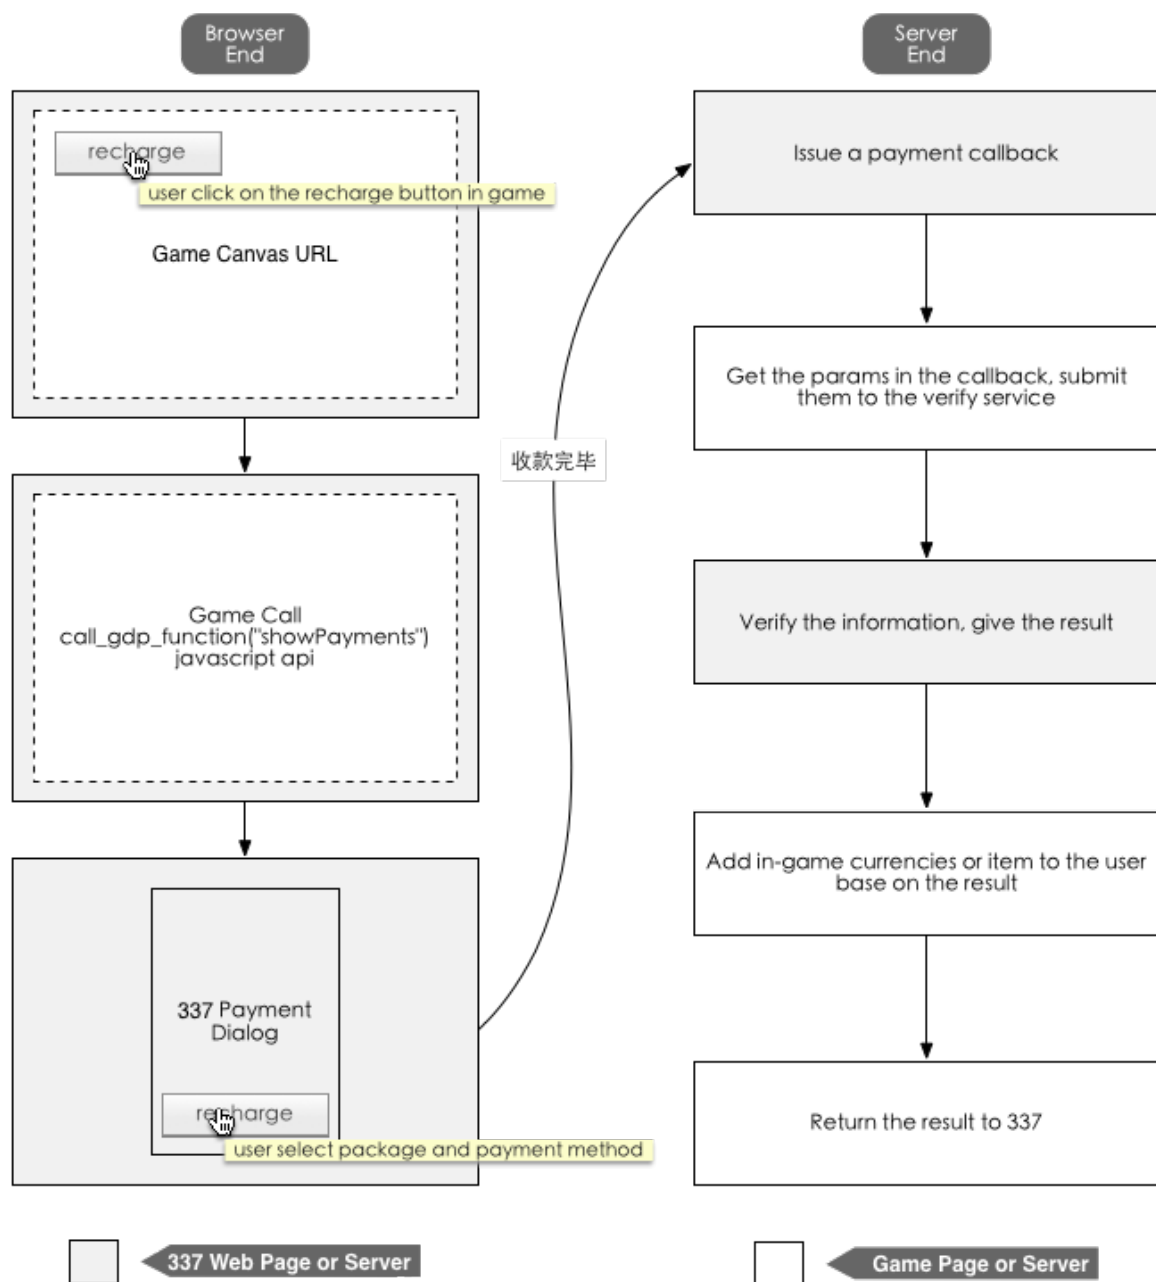 Browser
End
Server
End
recharge
user click on the recharge button in game
Game Canvas URL
Issue a payment callback
Get the params in the callback, submit
them to the verify service
收款完毕
Game Call
call_gdp_function("showPayments")
javascript api
Verify the information, give the result
Add in-game currencies or item to the user
base on the result
337 Payment
Dialog
recharge
user select package and payment method
Return the result to 337
337 Web Page or Server
Game Page or Server